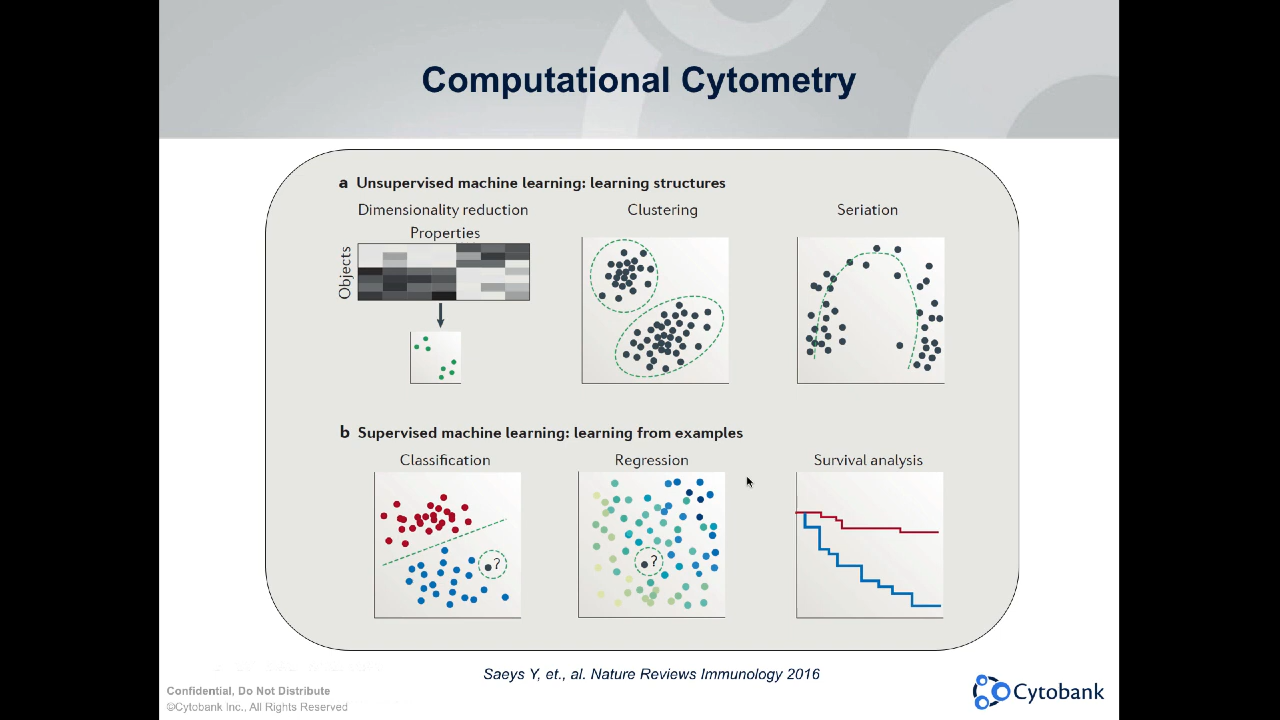 Computational Cytometry
a Unsupervised machine learning: learning structures
Dimensionality reduction
Properties
Objects
Clustering
Seriation
b Supervised machine learning: learning from examples
Classification
?
Regression
?
Survival analysis
Saeys Y, et., al. Nature Reviews Immunology 2016
Confidential, Do Not Distribute
©Cytobank Inc., All Rights Reserved
Cytobank